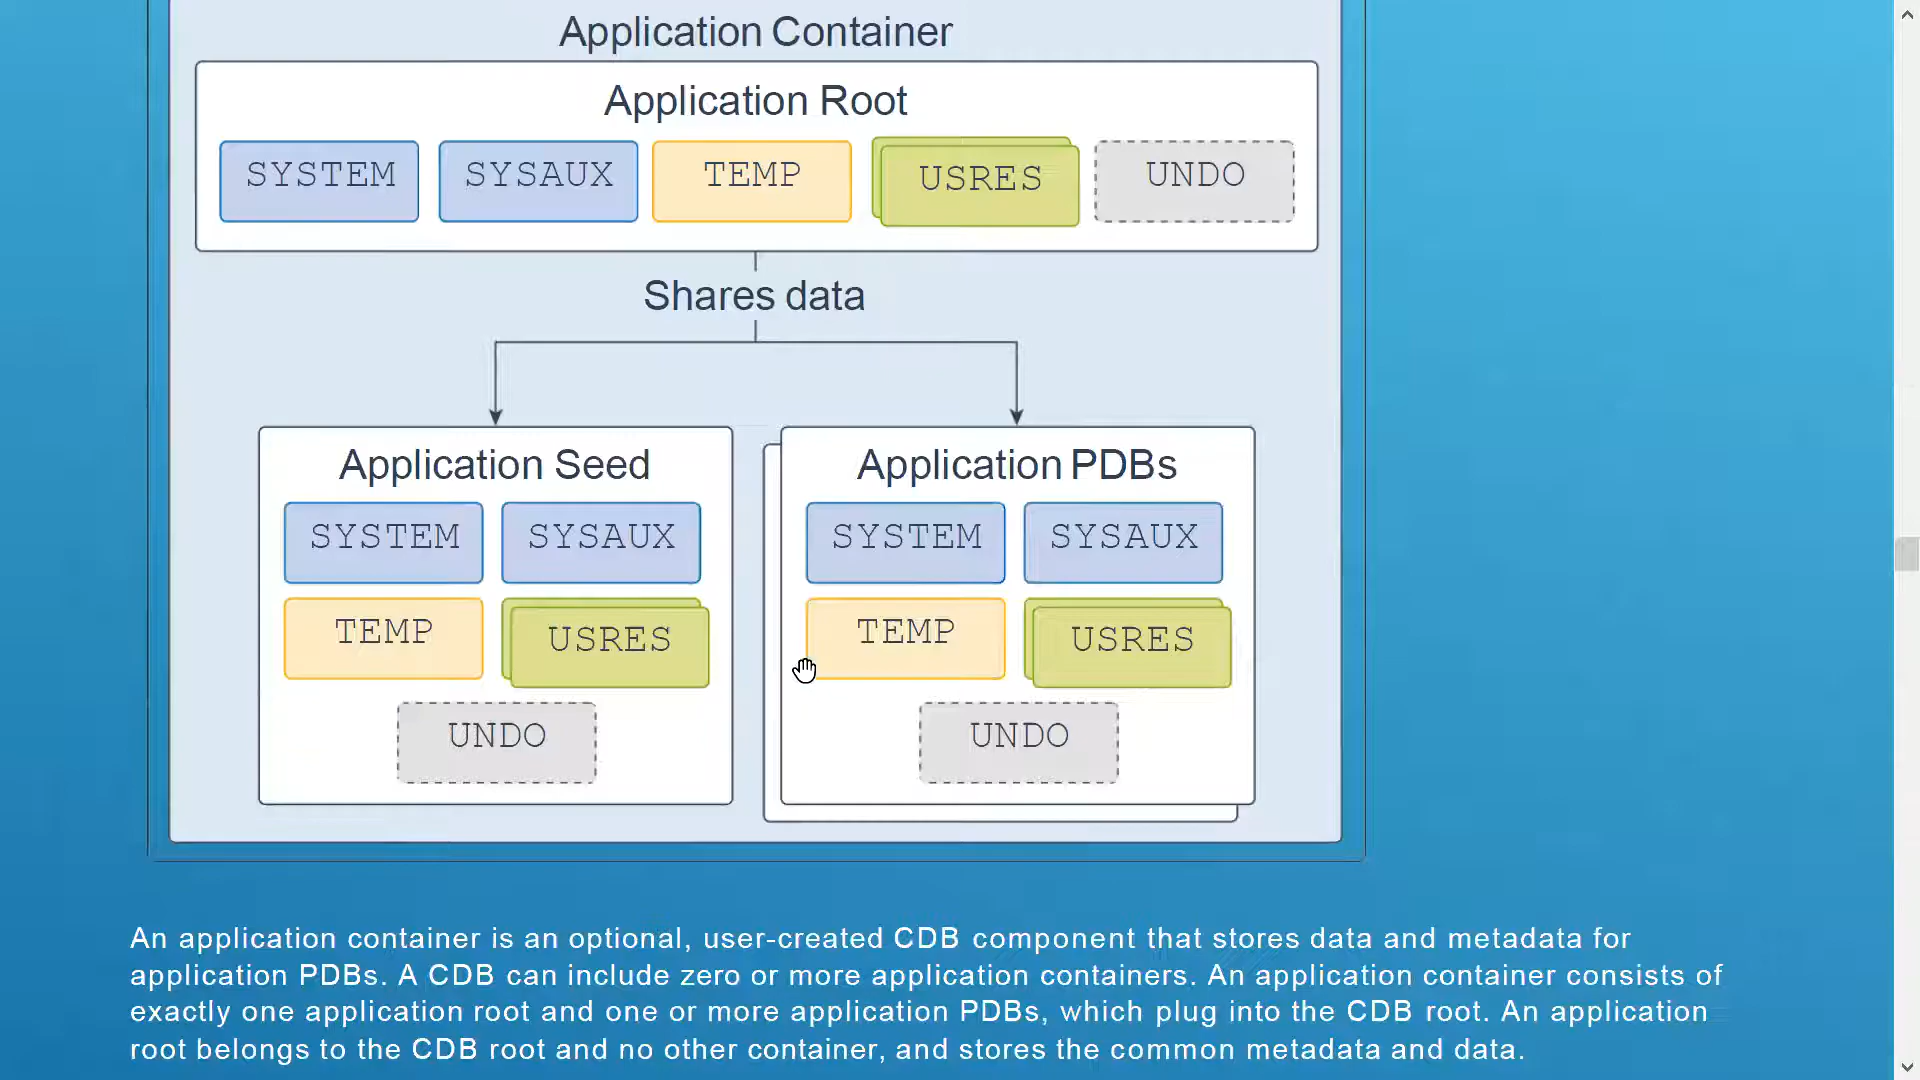 Application Container
Application Root
SYSTEM SYSAUX TEMP USRES UNDO
Shares data
Application Seed
SYSTEM SYSAUX
TEMP USRES
UNDO
Application PDBs
SYSTEM SYSAUX
TEMP USRES
UNDO
An application container is an optional, user-created CDB component that stores data and metadata for
application PDBs. A CDB can include zero or more application containers. An application container consists of
exactly one application root and one or more application PDBs, which plug into the CDB root. An application
root belongs to the CDB root and no other container, and stores the common metadata and data.